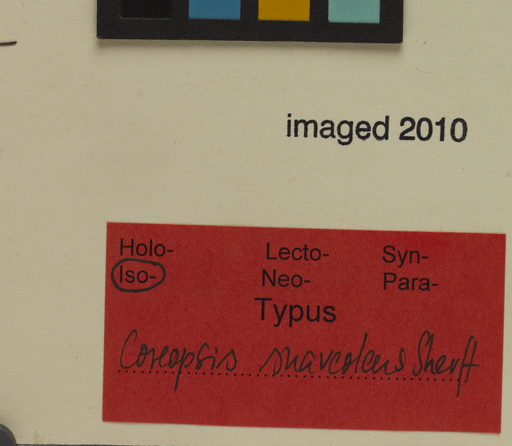 imaged 2010
Holo- Lecto- Syn-
Iso- Neo- Para-
Typus
Coreopsis suaveolens Sherff